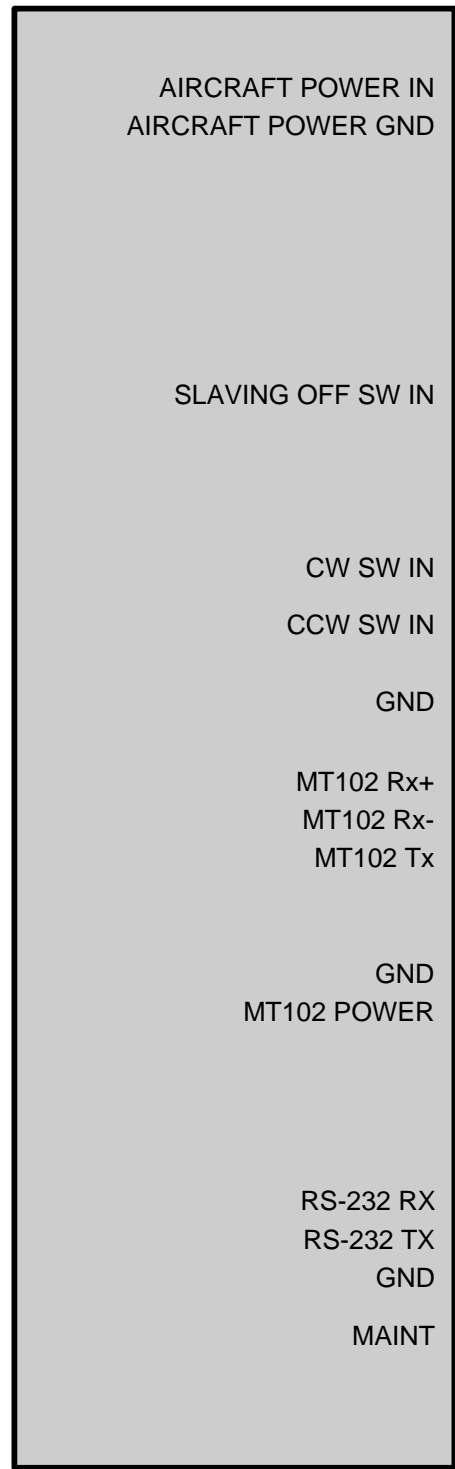 AIRCRAFT POWER IN
AIRCRAFT POWER GND
SLAVING OFF SW IN
CW SW IN
CCW SW IN
GND
MT102 Rx+
MT102 Rx-
MT102 Tx
GND
MT102 POWER
RS-232 RX
RS-232 TX
GND
MAINT